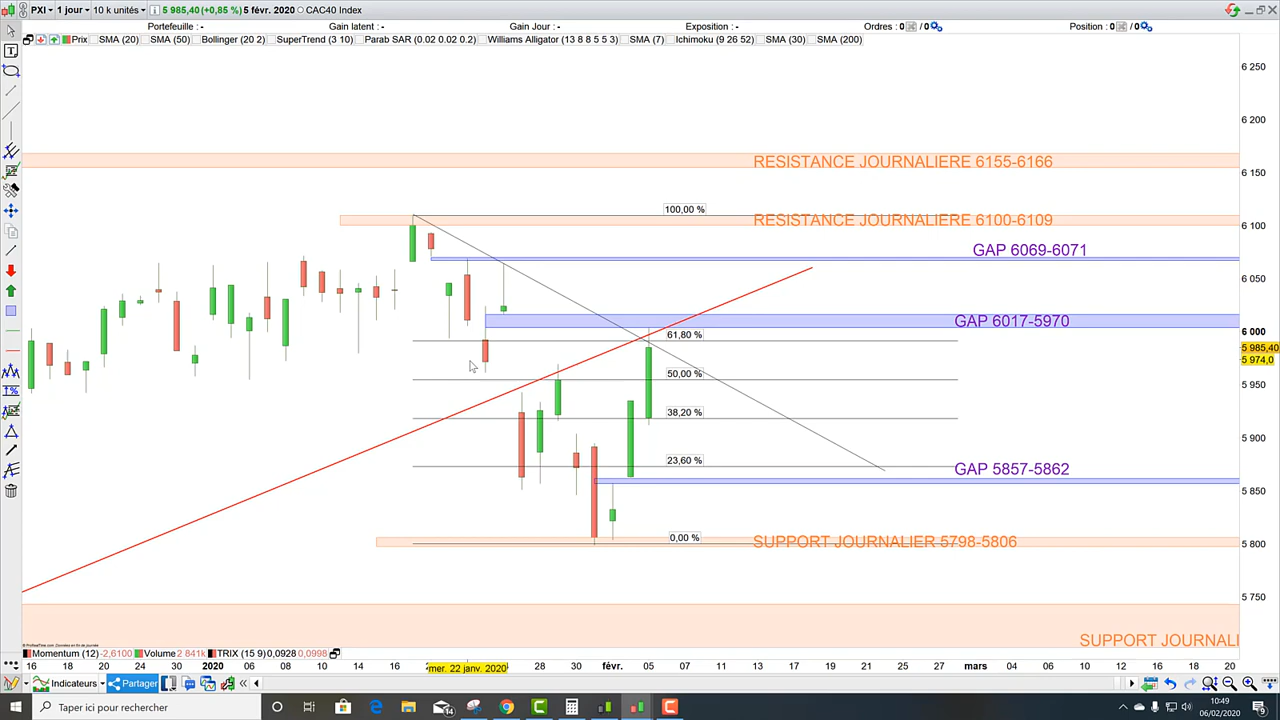 PXI 1 jour 10 k unités 5 985,40 (+0,85 %) 5 févr. 2020 CAC40 Index
Portefeuille : - Gain latent : - Gain Jour : - Exposition : - Ordres : 0 / 0 Position : 0 / 0
Prix SMA (20) SMA (50) Bollinger (20 2) SuperTrend (3 10) Parab SAR (0.02 0.02 0.2) Williams Alligator (13 8 8 5 5 3) SMA (7) Ichimoku (9 26 52) SMA (30) SMA (200)
6 250
6 200
RESISTANCE JOURNALIERE 6155-6166
6 150
100,00 %
RESISTANCE JOURNALIERE 6100-6109
6 100
GAP 6069-6071
6 050
GAP 6017-5970
6 000
61,80 %
5 985,40
5 974,0
50,00 %
5 950
38,20 %
5 900
23,60 %
GAP 5857-5862
5 850
0,00 %
SUPPORT JOURNALIER 5798-5806
5 800
5 750
SUPPORT JOURNALI
Momentum (12) -2,6100 Volume 2 841k TRIX (15 9) 0,0928 0,0998
5 700
16 18 20 24 30 2020 06 08 10 14 16 mer. 22 janv. 2020 28 30 févr. 05 07 11 13 17 19 21 25 27 mars 04 06 10 12 16 18 20
Indicateurs Partager
Taper ici pour rechercher
14
10:49
06/02/2020
9